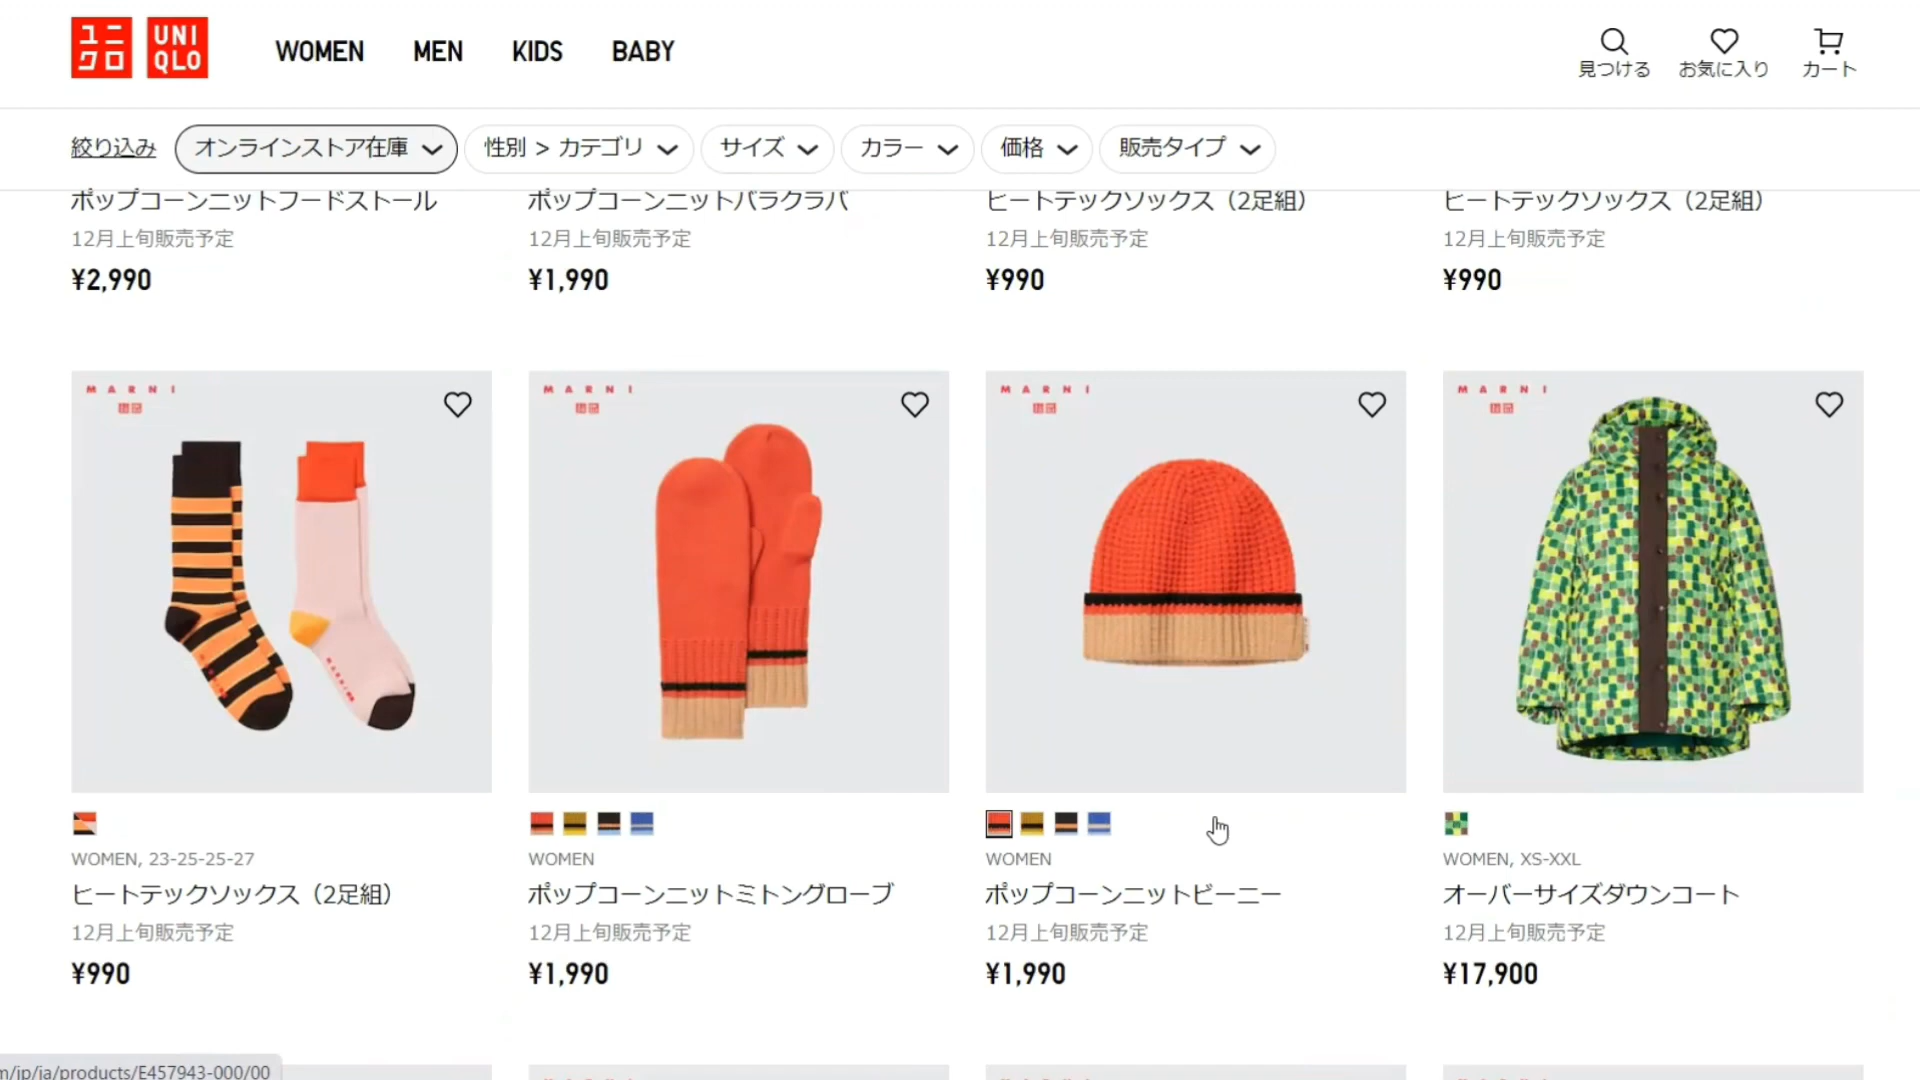 ユニクロ UNIQLO
WOMEN MEN KIDS BABY
見つける お気に入り カート
絞り込み オンラインストア在庫 性別 > カテゴリ サイズ カラー 価格 販売タイプ
ポップコーンニットフードストール
12月上旬販売予定
¥2,990
ポップコーンニットバラクラバ
12月上旬販売予定
¥1,990
ヒートテックソックス（2足組）
12月上旬販売予定
¥990
ヒートテックソックス（2足組）
12月上旬販売予定
¥990
MARNI
MARNI
WOMEN, 23-25-25-27
ヒートテックソックス（2足組）
12月上旬販売予定
¥990
MARNI
WOMEN
ポップコーンニットミトングローブ
12月上旬販売予定
¥1,990
MARNI
WOMEN
ポップコーンニットビーニー
12月上旬販売予定
¥1,990
MARNI
WOMEN, XS-XXL
オーバーサイズダウンコート
12月上旬販売予定
¥17,900
m/jp/ja/products/E457943-000/00